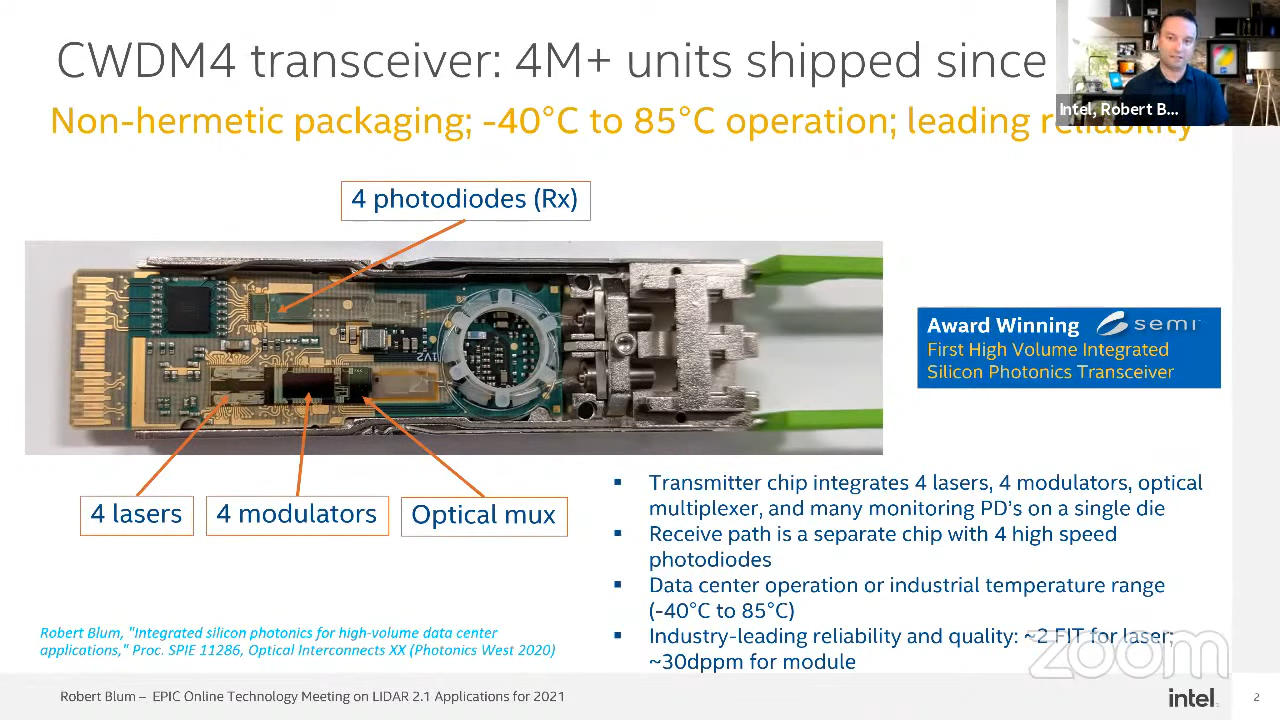 CWDM4 transceiver: 4M+ units shipped since
Intel, Robert B...
Non-hermetic packaging; -40°C to 85°C operation; leading reliability
4 photodiodes (Rx)
1V2
Award Winning semi
First High Volume Integrated
Silicon Photonics Transceiver
4 lasers
4 modulators
Optical mux
▪ Transmitter chip integrates 4 lasers, 4 modulators, optical
multiplexer, and many monitoring PD's on a single die
▪ Receive path is a separate chip with 4 high speed
photodiodes
▪ Data center operation or industrial temperature range
(-40°C to 85°C)
▪ Industry-leading reliability and quality: ~2 FIT for laser;
~30dppm for module
Robert Blum, "Integrated silicon photonics for high-volume data center
applications," Proc. SPIE 11286, Optical Interconnects XX (Photonics West 2020)
zoom
Robert Blum – EPIC Online Technology Meeting on LIDAR 2.1 Applications for 2021
intel.
2